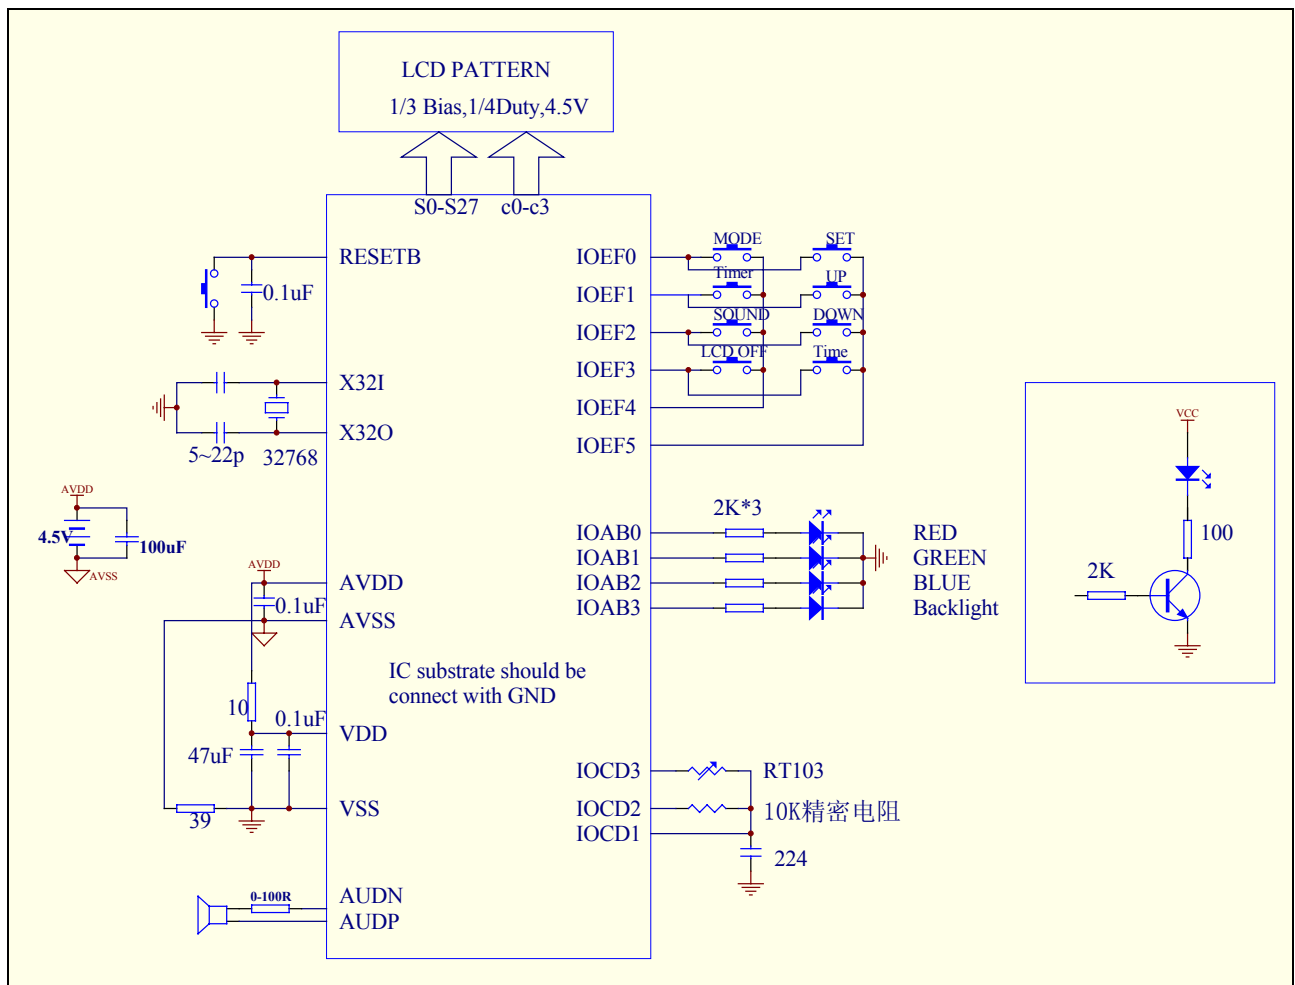 LCD PATTERN
1/3 Bias,1/4Duty,4.5V
S0-S27 c0-c3
RESETB
0.1uF
X32I
X32O
5~22p 32768
AVDD
4.5V
100uF
AVSS
AVDD
AVDD
0.1uF
AVSS
IC substrate should be
connect with GND
10
0.1uF
VDD
47uF
VSS
39
0-100R
AUDN
AUDP
IOEF0
MODE SET
IOEF1
Timer UP
IOEF2
SOUND DOWN
IOEF3
LCD OFF Time
IOEF4
IOEF5
2K*3
IOAB0 RED
IOAB1 GREEN
IOAB2 BLUE
IOAB3 Backlight
IOCD3 RT103
IOCD2 10K精密电阻
IOCD1
224
VCC
100
2K